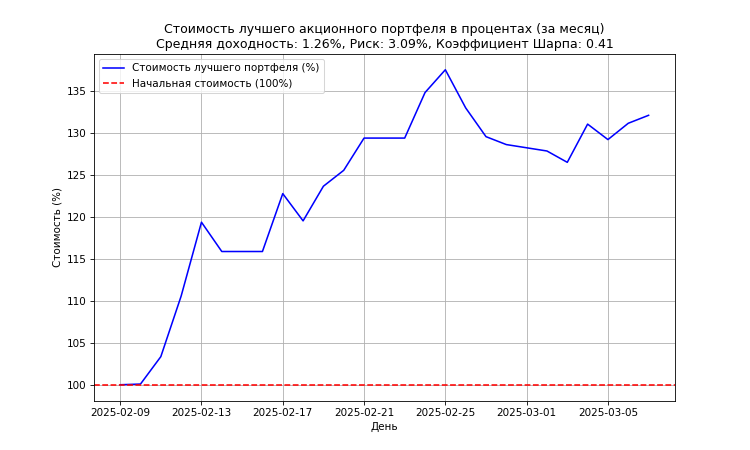 Стоимость лучшего акционного портфеля в процентах (за месяц)
Средняя доходность: 1.26%, Риск: 3.09%, Коэффициент Шарпа: 0.41
Стоимость лучшего портфеля (%)
Начальная стоимость (100%)
Стоимость (%)
135
130
125
120
115
110
105
100
2025-02-09
2025-02-13
2025-02-17
2025-02-21
2025-02-25
2025-03-01
2025-03-05
День